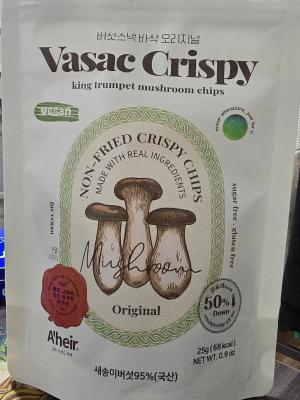 버섯스낵 바삭 오리지널
Vasac Crispy
king trumpet mushroom chips
vegan
NON-FRIED CRISPY CHIPS
MADE WITH REAL INGREDIENTS
sugar free · gluten free
for vegan
Mushroom
Original
50%
Down
A'heir.
25g ( 68 kcal )
NET WT. 0.9 oz
새송이버섯95%(국산)